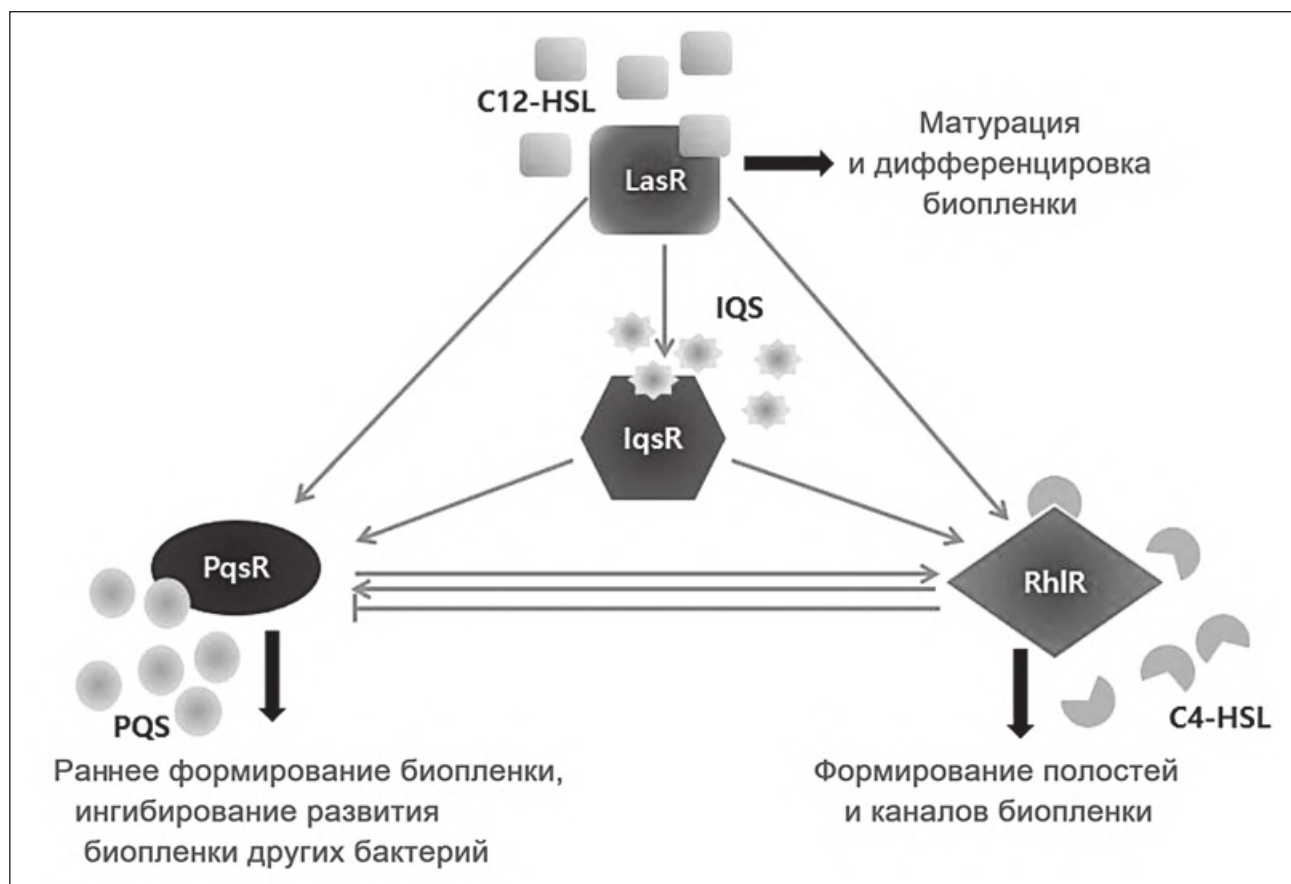 C12-HSL
LasR
Матурация
и дифференцировка
биопленки
IQS
IqsR
PqsR
RhlR
PQS
C4-HSL
Раннее формирование биопленки,
ингибирование развития
биопленки других бактерий
Формирование полостей
и каналов биопленки